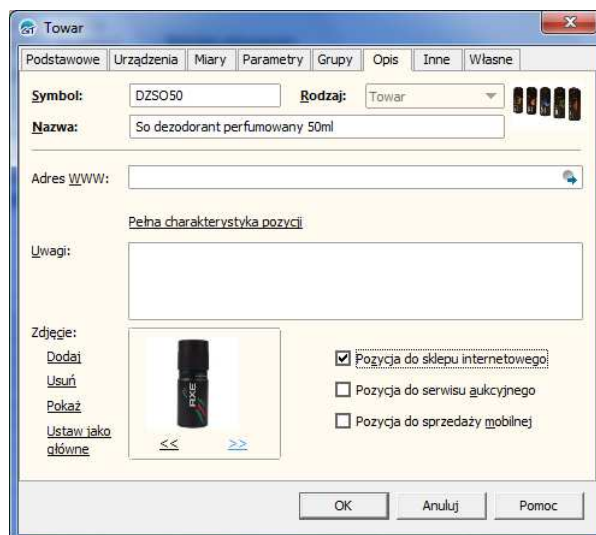 Towar
Podstawowe Urządzenia Miary Parametry Grupy Opis Inne Własne
Symbol: DZSO50 Rodzaj: Towar
Nazwa: So dezodorant perfumowany 50ml
Adres WWW:
Pełna charakterystyka pozycji
Uwagi:
Zdjęcie:
Dodaj
Usuń
Pokaż
Ustaw jako
główne
AXE
<< >>
Pozycja do sklepu internetowego
Pozycja do serwisu aukcyjnego
Pozycja do sprzedaży mobilnej
OK Anuluj Pomoc